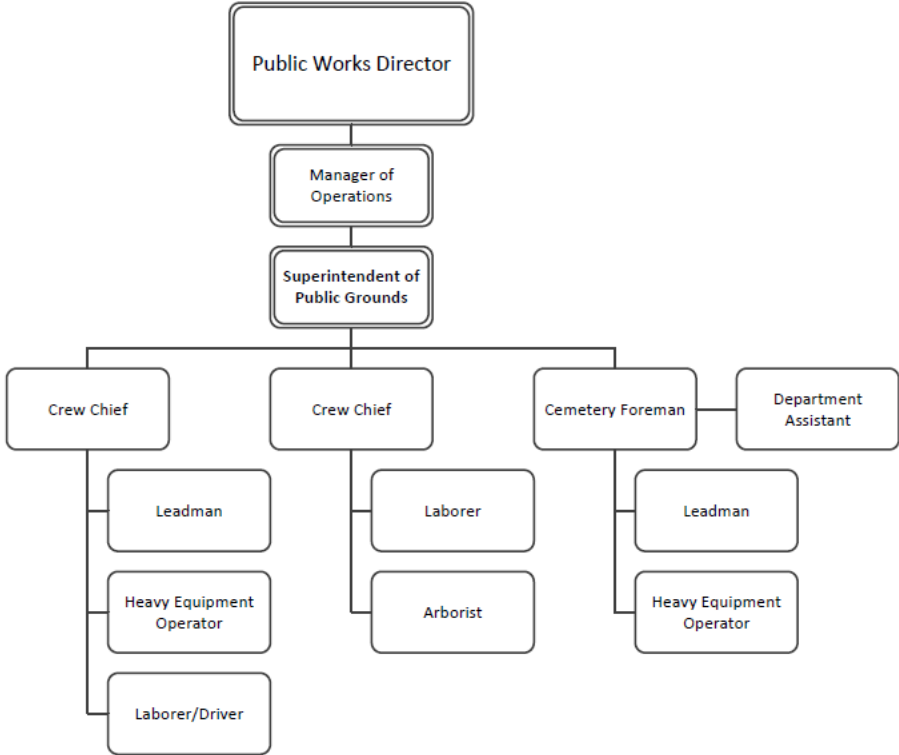 Public Works Director
Manager of
Operations
Superintendent of
Public Grounds
Crew Chief
Crew Chief
Cemetery Foreman
Department
Assistant
Leadman
Laborer
Leadman
Heavy Equipment
Operator
Arborist
Heavy Equipment
Operator
Laborer/Driver